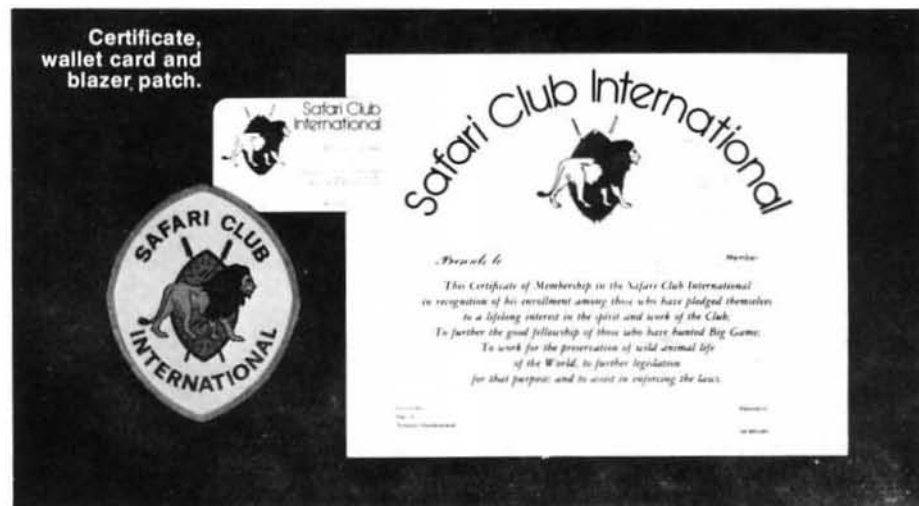 Certificate,
wallet card and
blazer patch.
Safari Club
International
SAFARI CLUB
INTERNATIONAL
Safari Club International
Presents to
Member
This Certificate of Membership in the Safari Club International
in recognition of his enrollment among those who have pledged themselves
to a lifelong interest in the spirit and work of the Club;
To further the good fellowship of those who have hunted Big Game;
To work for the preservation of wild animal life
of the World, to further legislation
for that purpose and to assist in enforcing the laws.